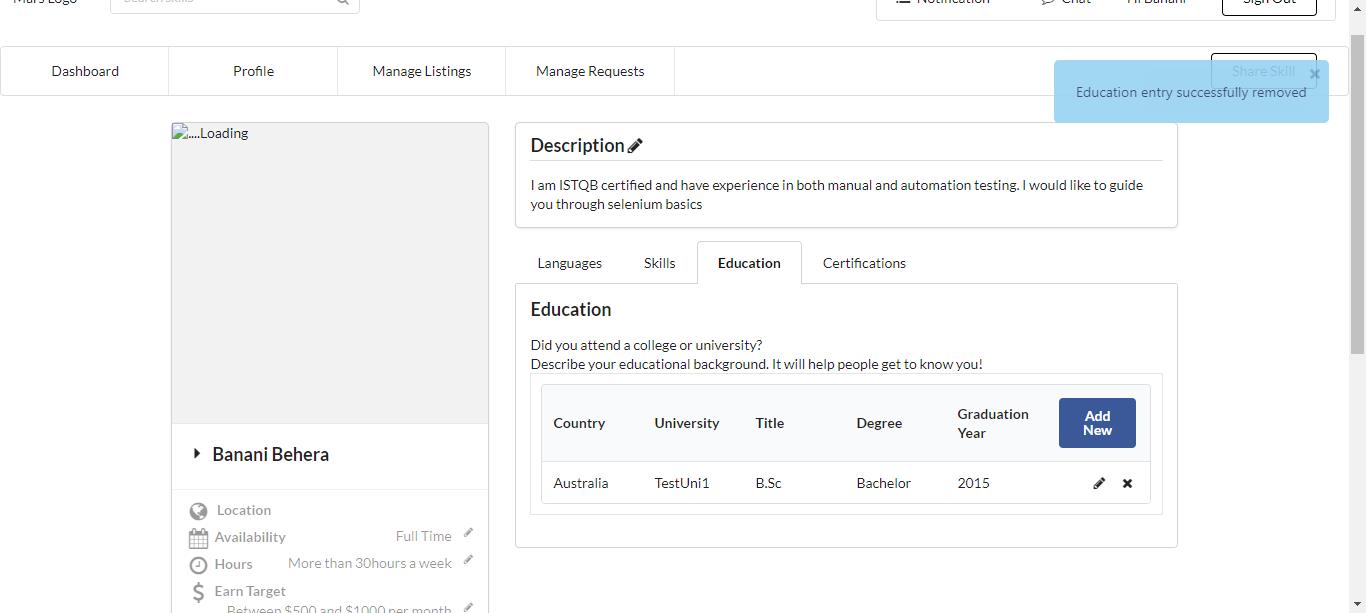 Mars Logo
Search skills
Notification
Chat
Hi Banani
Sign Out
Dashboard
Profile
Manage Listings
Manage Requests
Share Skill
Education entry successfully removed
....Loading
Description
I am ISTQB certified and have experience in both manual and automation testing. I would like to guide
you through selenium basics
Languages
Skills
Education
Certifications
Education
Did you attend a college or university?
Describe your educational background. It will help people get to know you!
Country
University
Title
Degree
Graduation
Year
Add
New
Australia
TestUni1
B.Sc
Bachelor
2015
Banani Behera
Location
Availability
Full Time
Hours
More than 30hours a week
Earn Target
Between $500 and $1000 per month